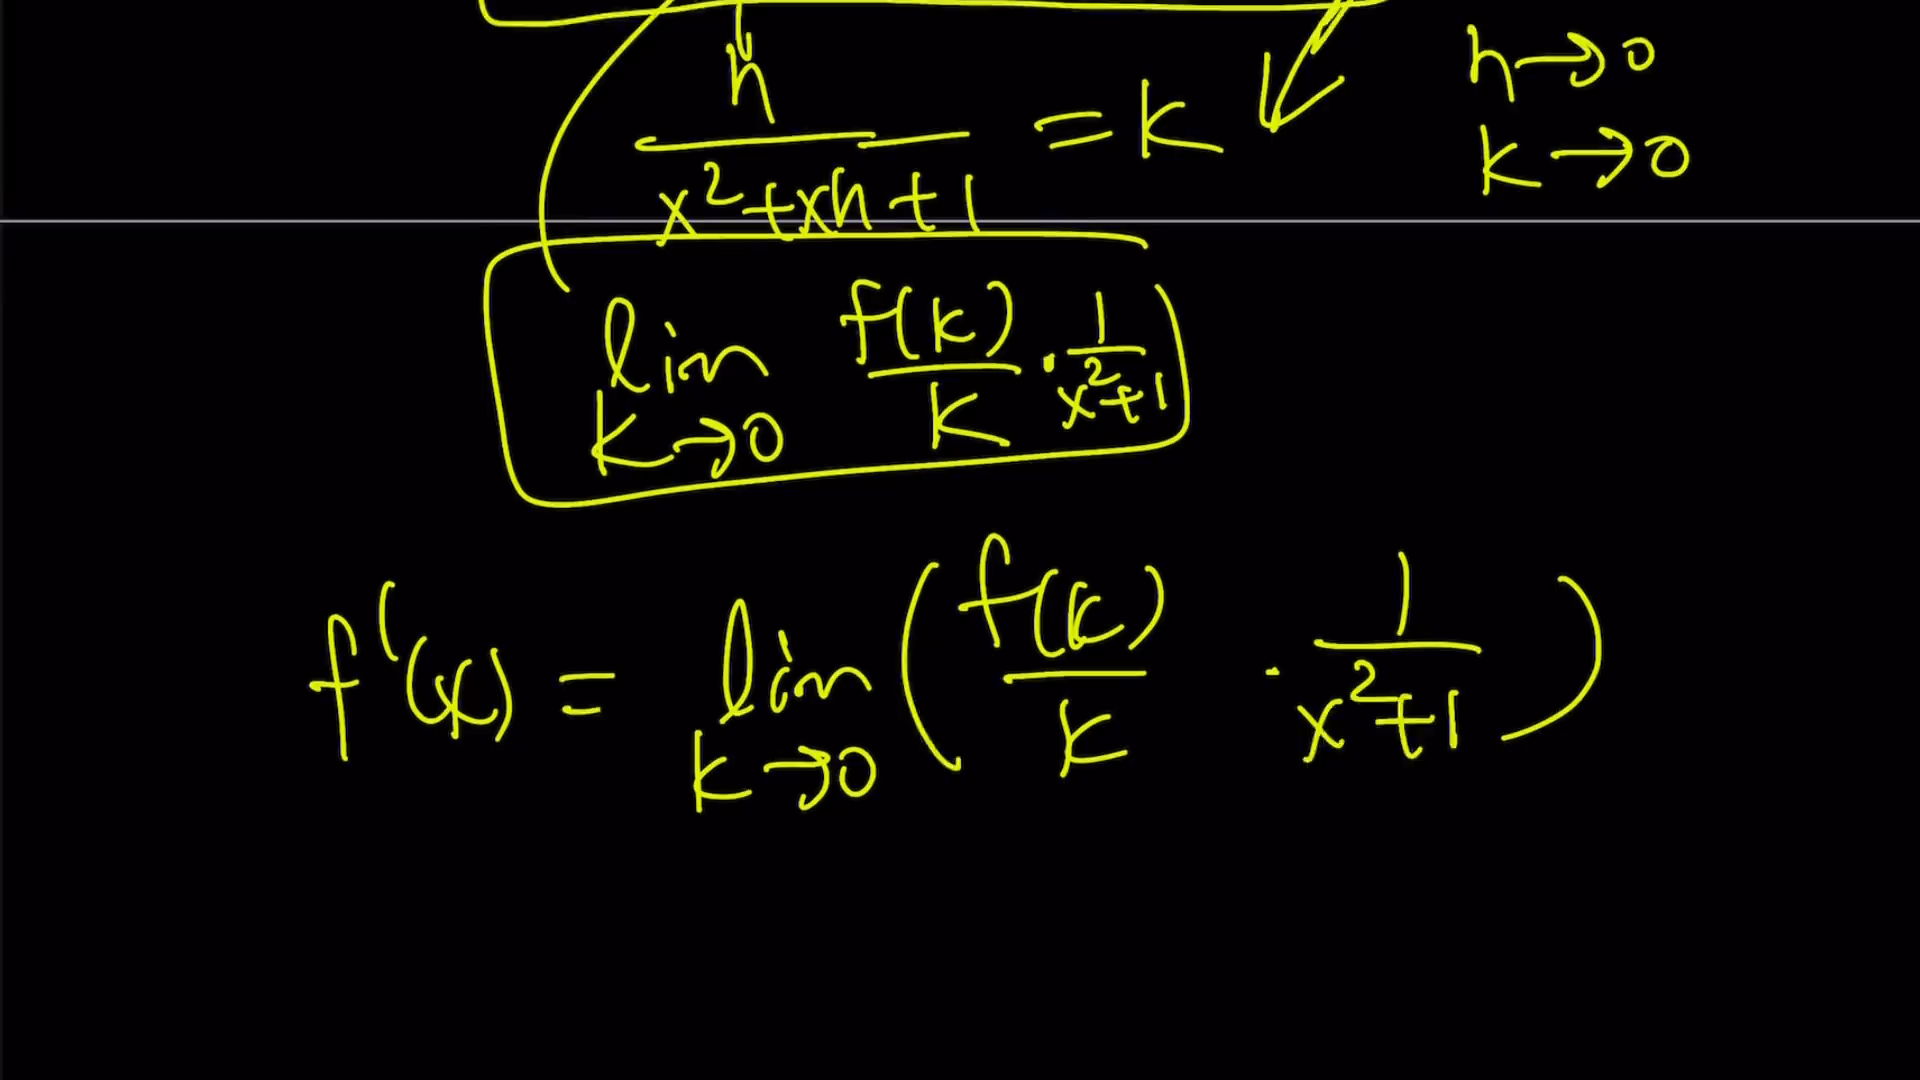 h
――――― = k
x²+xh+1
h→0
k→0
lim f(k)/k · 1/x²+1
k→0
f'(x) = lim ( f(k)/k · 1/x²+1 )
k→0